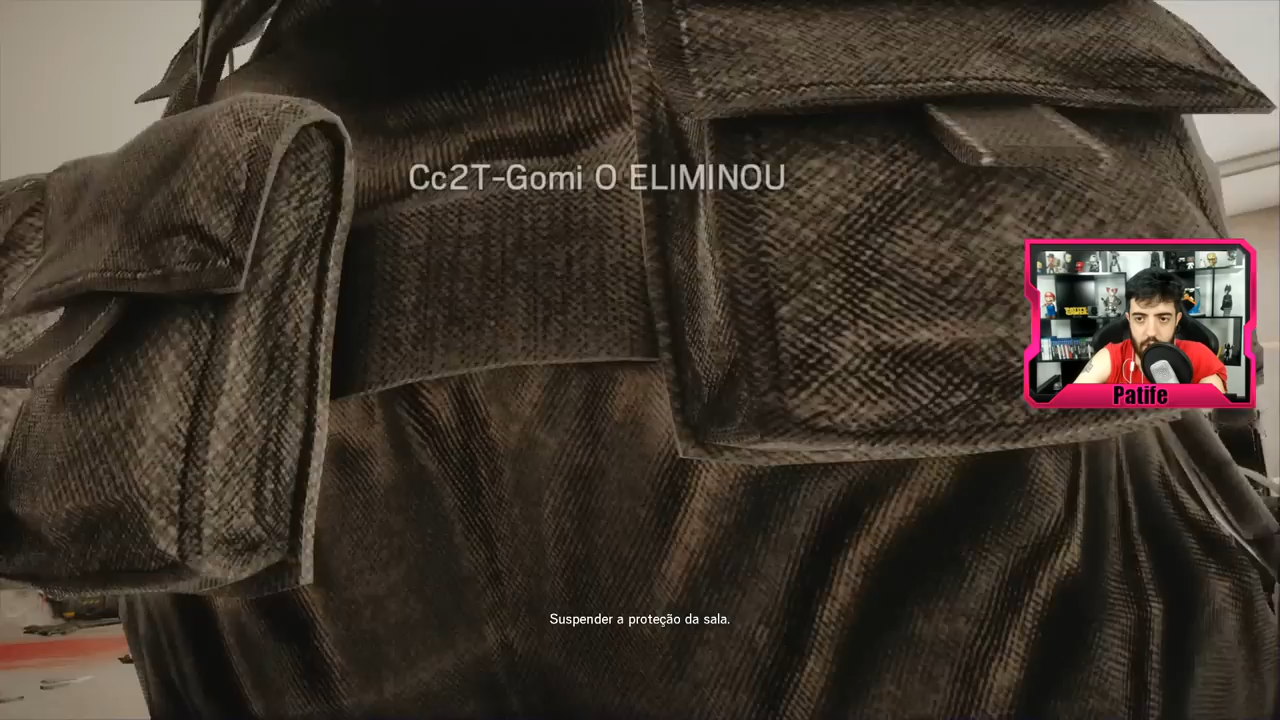 Cc2T-Gomi O ELIMINOU
Patife
Suspender a proteção da sala.